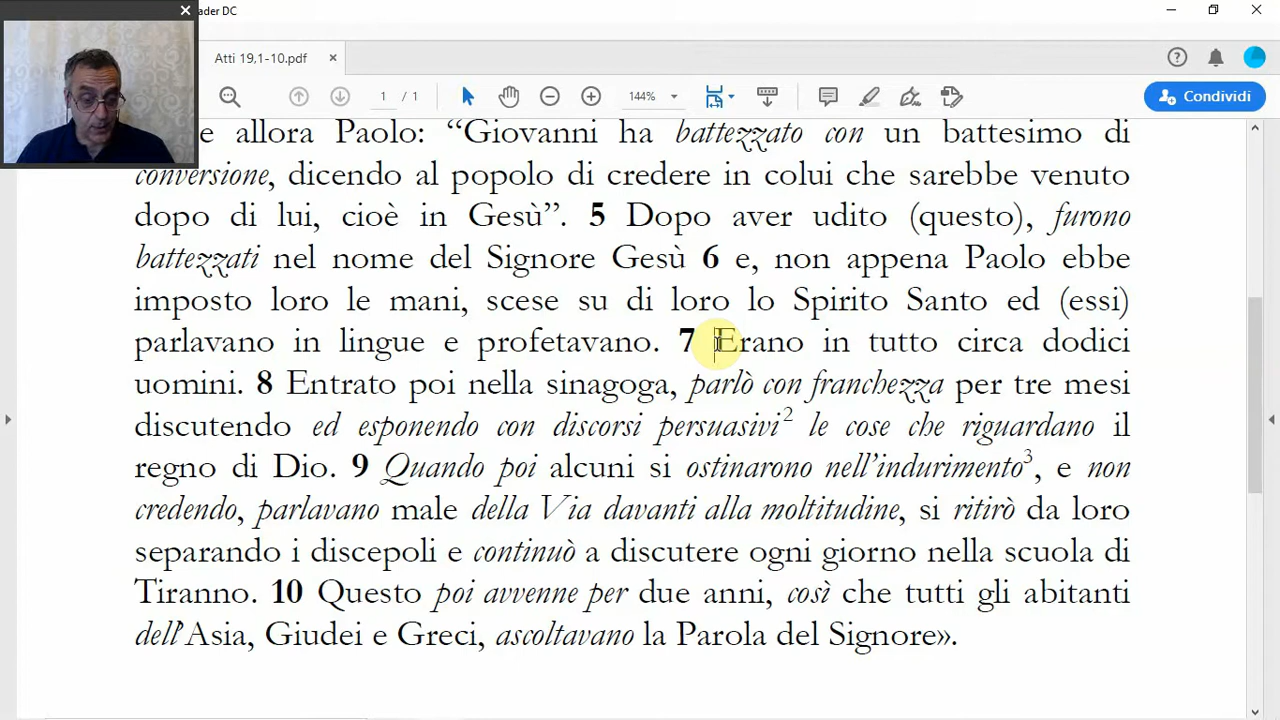 ader DC
Atti 19,1-10.pdf
1 / 1
144%
Condividi
e allora Paolo: “Giovanni ha battezzato con un battesimo di
conversione, dicendo al popolo di credere in colui che sarebbe venuto
dopo di lui, cioè in Gesù”. 5 Dopo aver udito (questo), furono
battezzati nel nome del Signore Gesù 6 e, non appena Paolo ebbe
imposto loro le mani, scese su di loro lo Spirito Santo ed (essi)
parlavano in lingue e profetavano. 7 Erano in tutto circa dodici
uomini. 8 Entrato poi nella sinagoga, parlò con franchezza per tre mesi
discutendo ed esponendo con discorsi persuasivi2 le cose che riguardano il
regno di Dio. 9 Quando poi alcuni si ostinarono nell’indurimento3, e non
credendo, parlavano male della Via davanti alla moltitudine, si ritirò da loro
separando i discepoli e continuò a discutere ogni giorno nella scuola di
Tiranno. 10 Questo poi avvenne per due anni, così che tutti gli abitanti
dell’Asia, Giudei e Greci, ascoltavano la Parola del Signore».